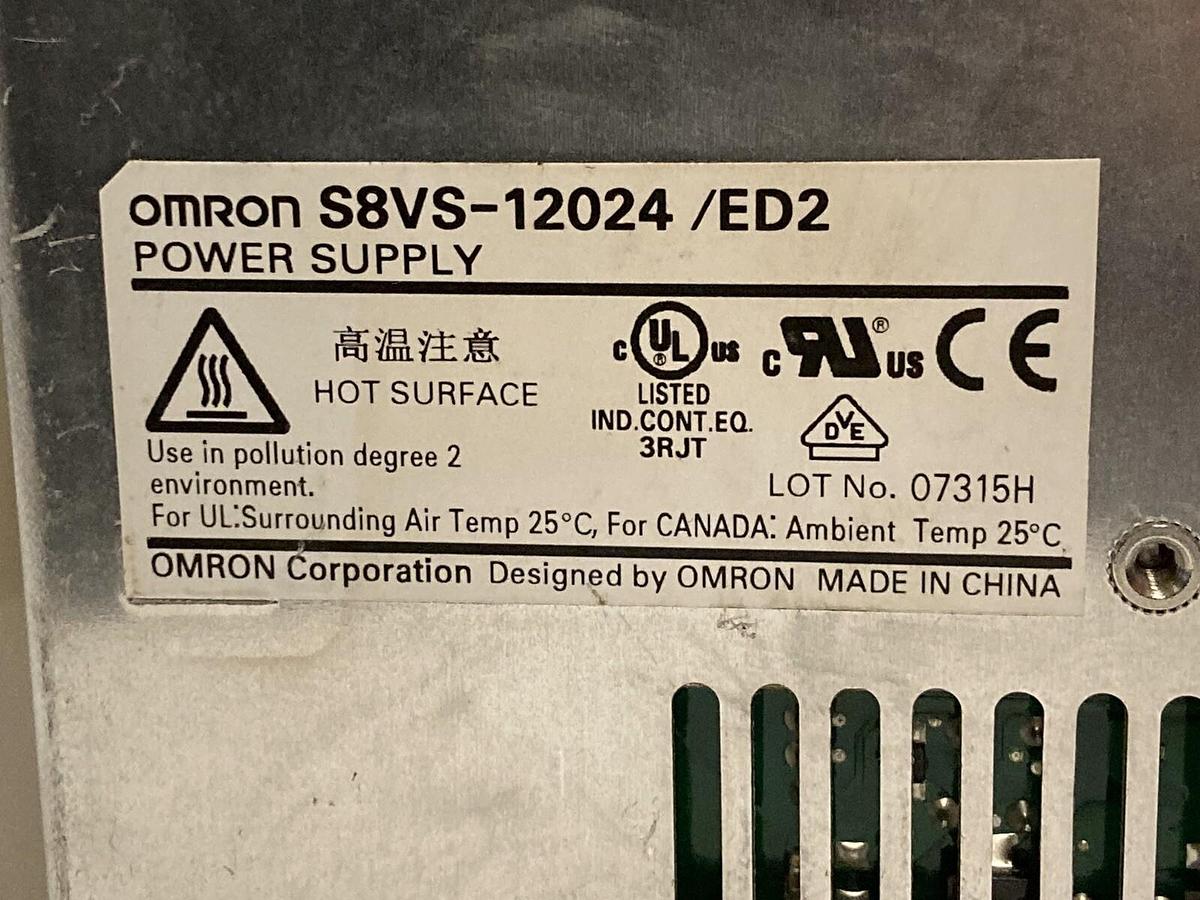 OMRON S8VS-12024 /ED2
POWER SUPPLY
高温注意
HOT SURFACE
C UL ® US
LISTED
IND.CONT.EQ.
3RJT
C RU ® US
CE
DVE
Use in pollution degree 2
environment.
LOT No. 07315H
For UL:Surrounding Air Temp 25°C, For CANADA: Ambient Temp 25°C.
OMRON Corporation Designed by OMRON MADE IN CHINA